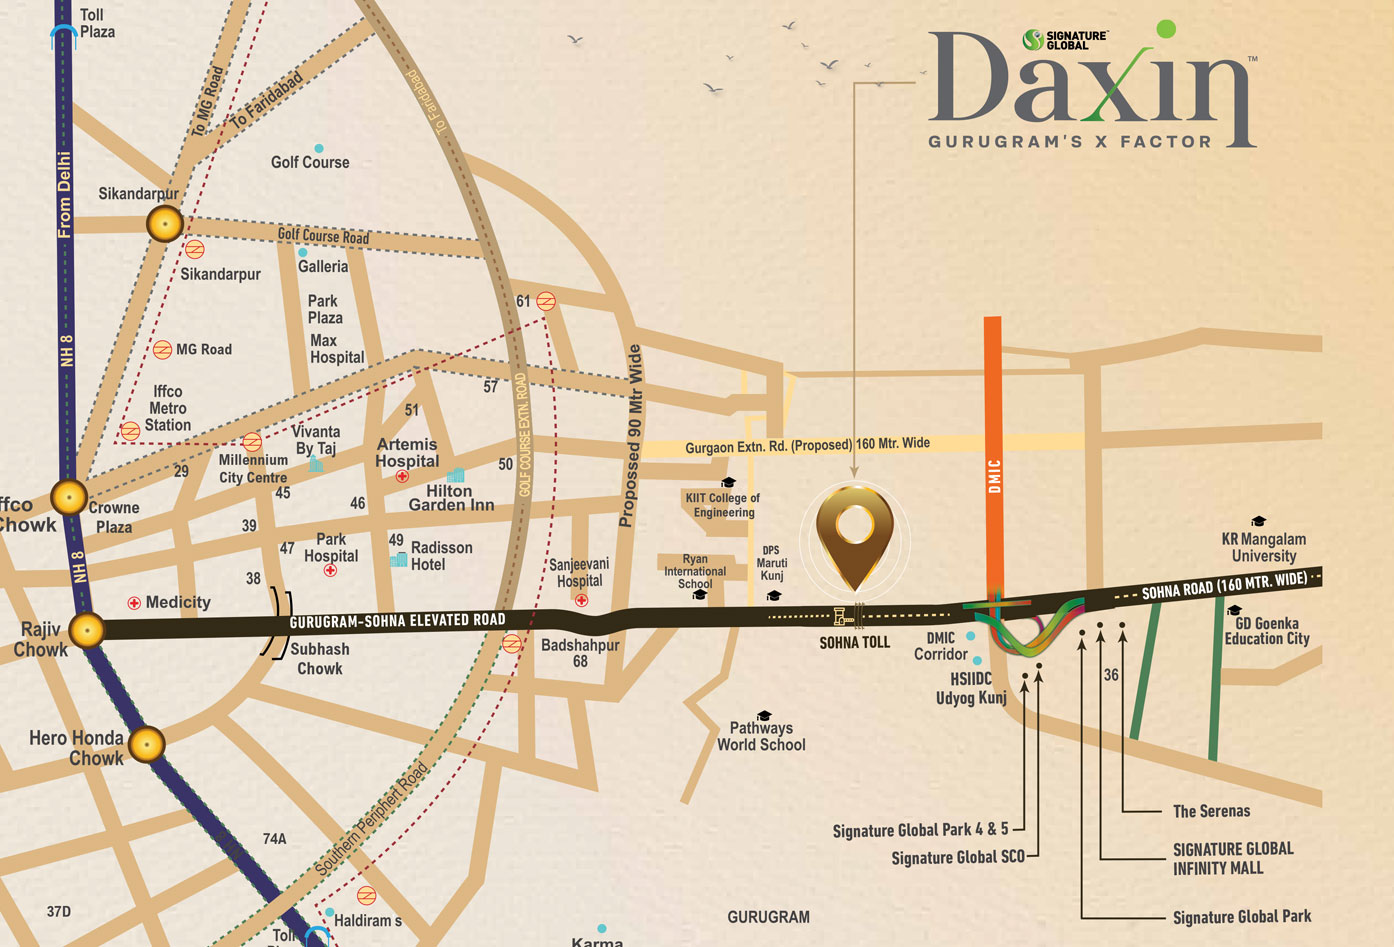 Toll
Plaza
SIGNATURE
GLOBAL
Daxin
TM
GURUGRAM'S X FACTOR
To MG Road
To Faridabad
To Faridabad
From Delhi
Golf Course
Sikandarpur
Golf Course Road
Sikandarpur
Galleria
Park
Plaza
61
MG Road
Max
Hospital
NH 8
Iffco
Metro
Station
57
51
GOLF COURSE EXTN. ROAD
Propossed 90 Mtr Wide
Vivanta
By Taj
Artemis
Hospital
Gurgaon Extn. Rd. (Proposed) 160 Mtr. Wide
Millennium
City Centre
29
45
50
DMIC
Hilton
Garden Inn
46
KIIT College of
Engineering
ffco
Chowk
Crowne
Plaza
39
47
Park
Hospital
49
Radisson
Hotel
KR Mangalam
University
NH 8
38
Sanjeevani
Hospital
Ryan
International
School
DPS
Maruti
Kunj
SOHNA ROAD (160 MTR. WIDE)
Medicity
GURUGRAM-SOHNA ELEVATED ROAD
Rajiv
Chowk
Subhash
Chowk
Badshahpur
68
SOHNA TOLL
DMIC
Corridor
GD Goenka
Education City
HSIIDC
Udyog Kunj
36
Hero Honda
Chowk
Pathways
World School
Southern Periphert Road
The Serenas
74A
Signature Global Park 4 & 5
Signature Global SCO
SIGNATURE GLOBAL
INFINITY MALL
37D
Haldiram s
GURUGRAM
Signature Global Park
Toll
Karma